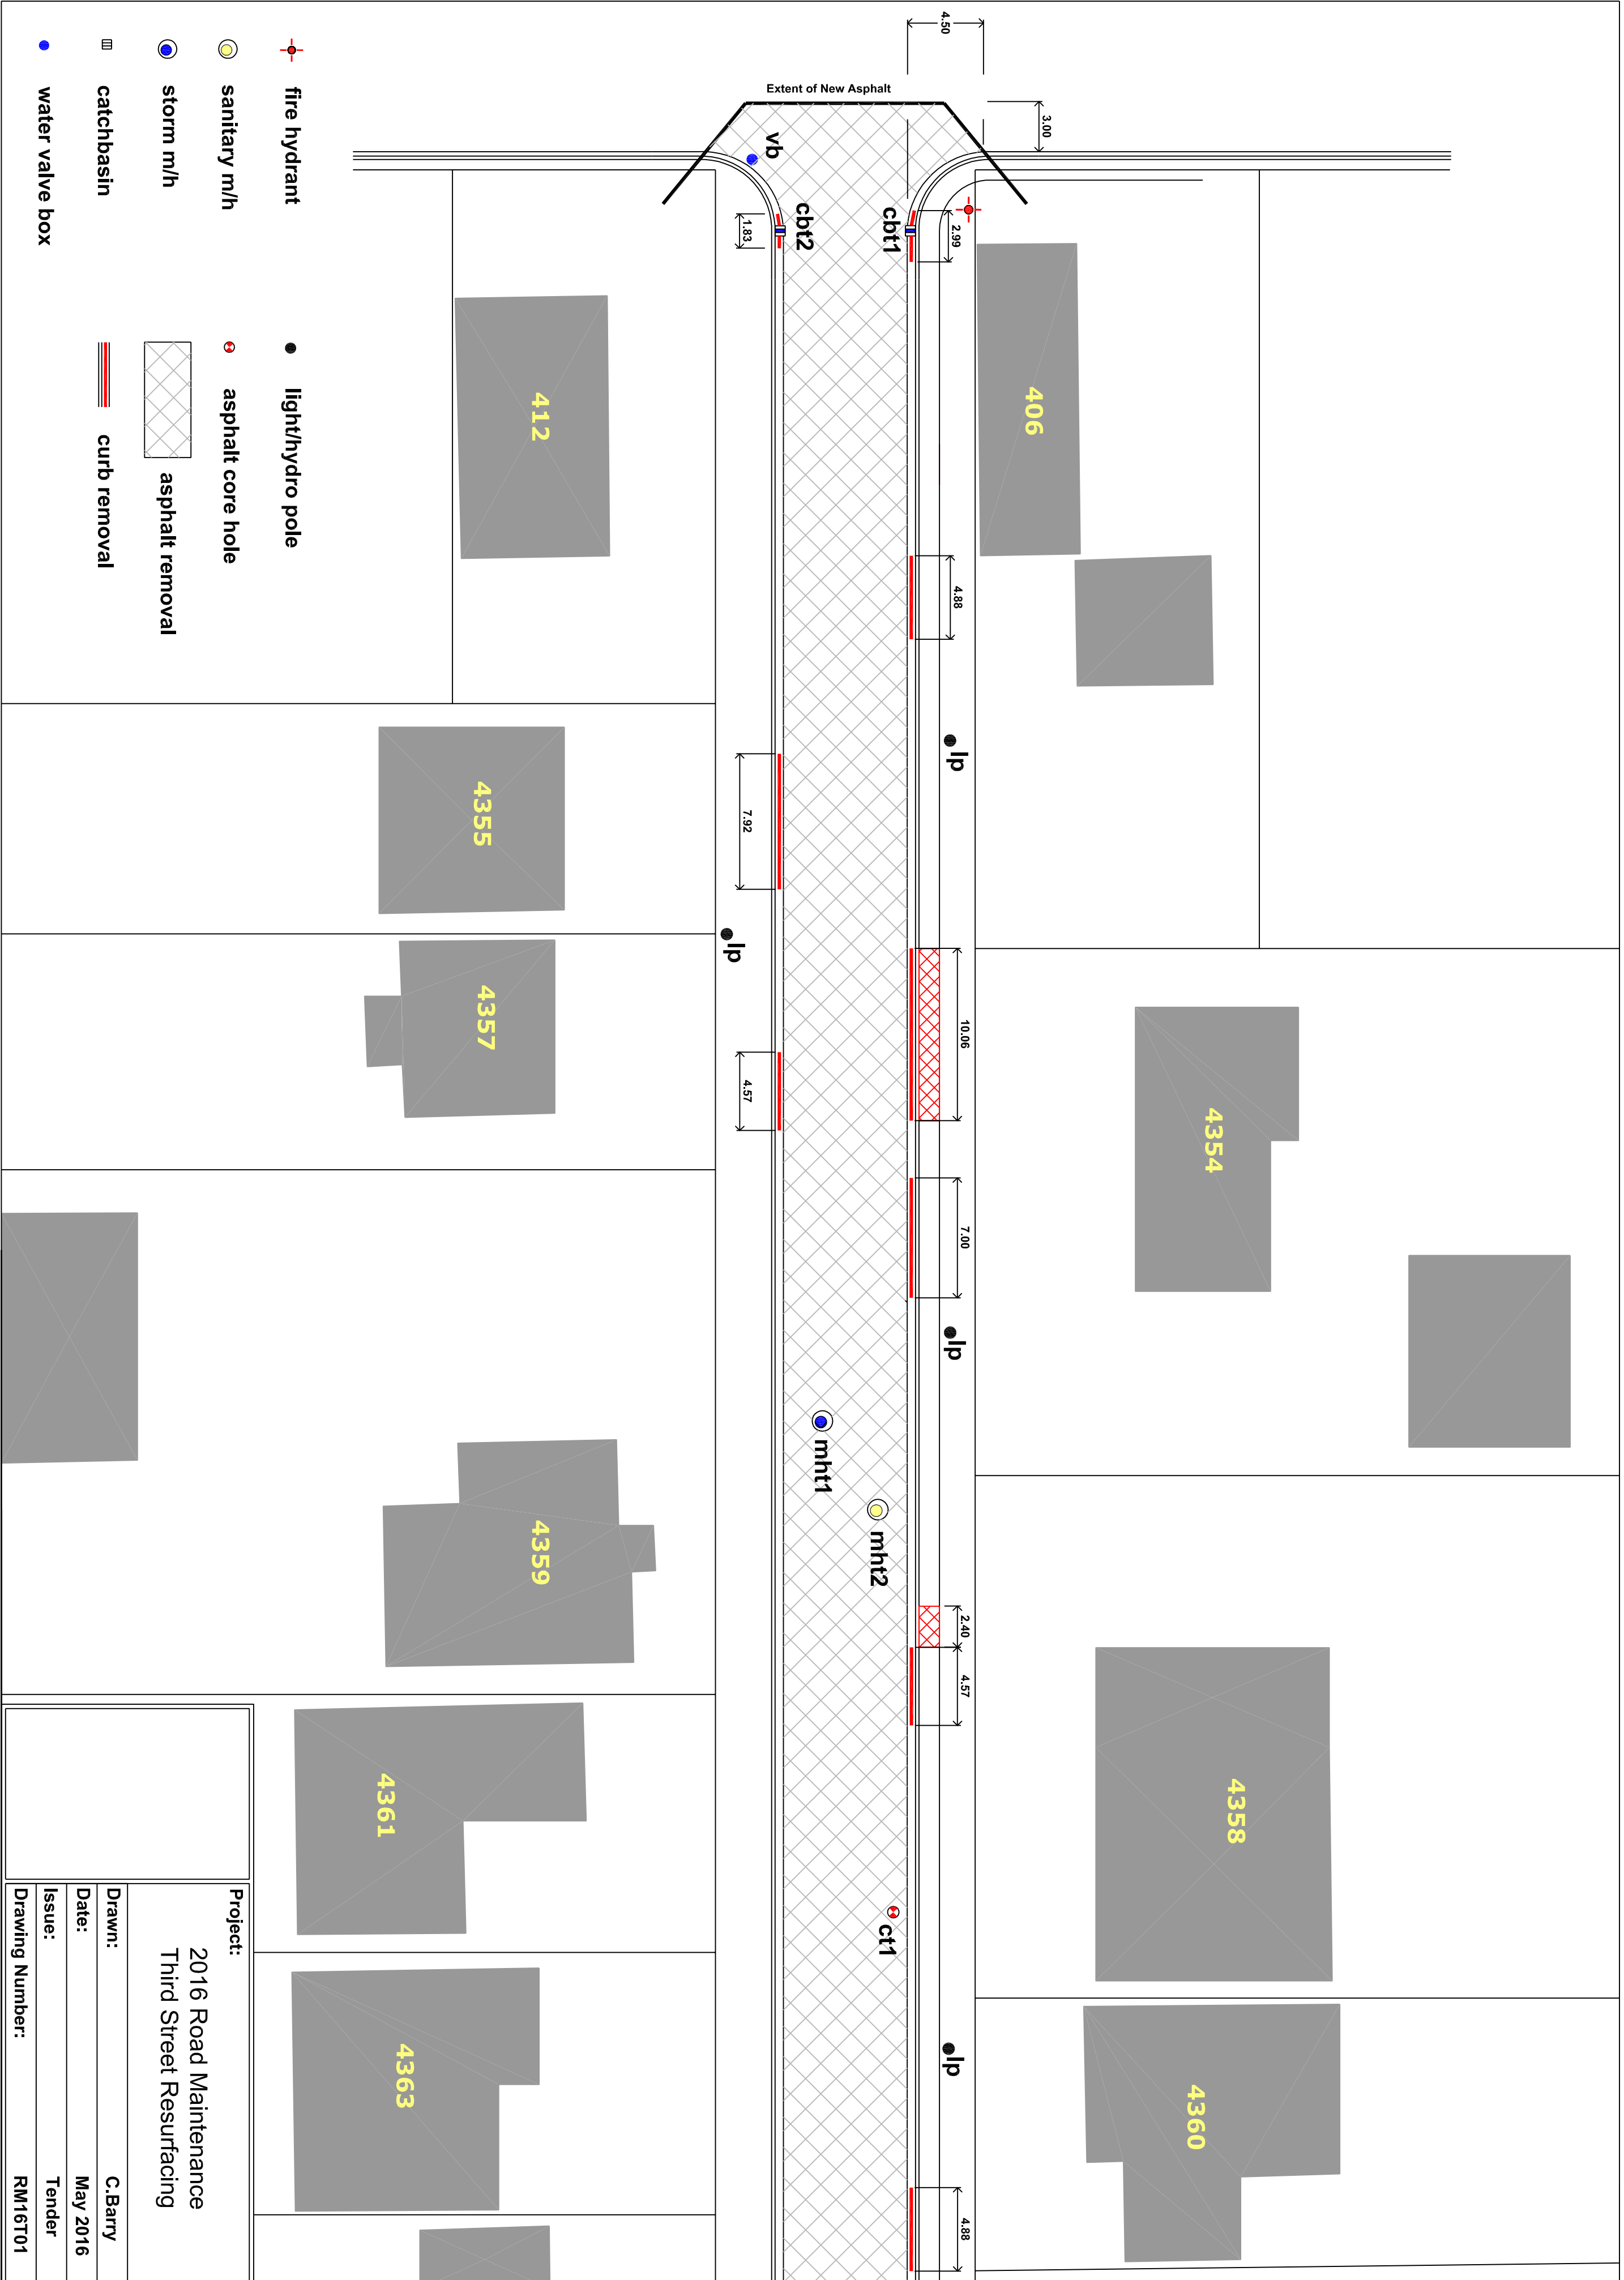 4.50
3.00
Extent of New Asphalt
vb
cbt2
cbt1
1.83
2.99
fire hydrant
sanitary m/h
storm m/h
catchbasin
water valve box
light/hydro pole
asphalt core hole
asphalt removal
curb removal
412
406
4.88
lp
4355
7.92
lp
4357
4.57
10.06
4354
7.00
lp
mht1
mht2
4359
2.40
4.57
4358
4361
ct1
lp
4363
4360
4.88
Project:
2016 Road Maintenance
Third Street Resurfacing
Drawn: C.Barry
Date: May 2016
Issue: Tender
Drawing Number: RM16T01